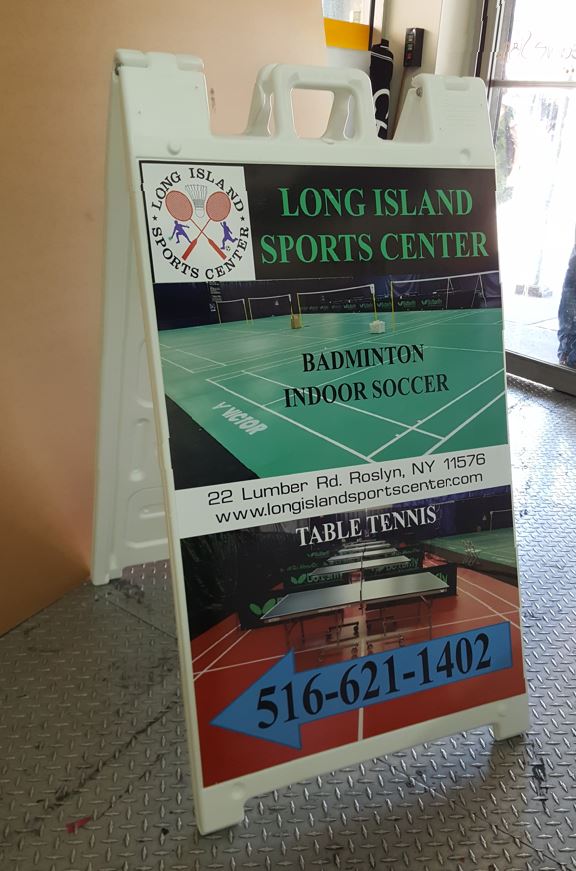 LONG ISLAND
SPORTS CENTER
LONG ISLAND
SPORTS CENTER
BADMINTON
INDOOR SOCCER
VICTOR
22 Lumber Rd. Roslyn, NY 11576
www.longislandsportscenter.com
TABLE TENNIS
Butterfly
516-621-1402